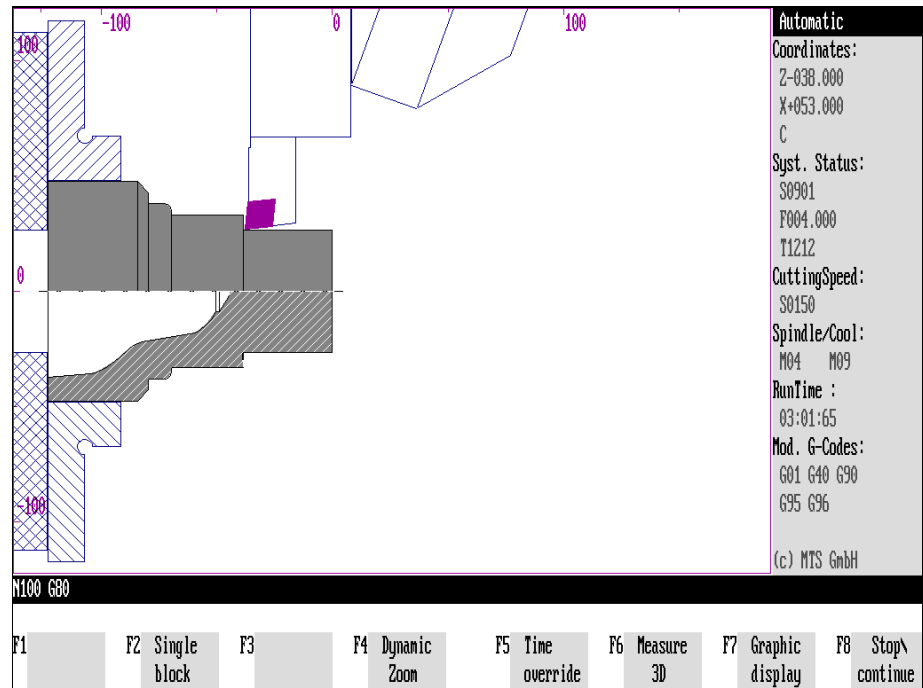 -100 0 100
100
0
-100
Automatic
Coordinates:
Z-038.000
X+053.000
C
Syst. Status:
S0901
F004.000
T1212
CuttingSpeed:
S0150
Spindle/Cool:
M04 M09
RunTime :
03:01:65
Mod. G-Codes:
G01 G40 G90
G95 G96
(c) MTS GmbH
N100 G80
F1 F2 Single F3 F4 Dynamic F5 Time F6 Measure F7 Graphic F8 Stop\
block Zoom override 3D display continue